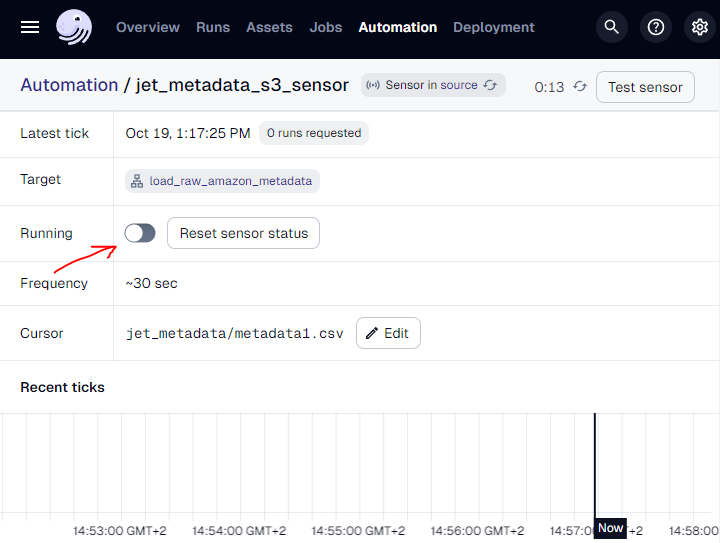 Overview Runs Assets Jobs Automation Deployment
Automation / jet_metadata_s3_sensor Sensor in source 0:13 Test sensor
Latest tick Oct 19, 1:17:25 PM 0 runs requested
Target load_raw_amazon_metadata
Running Reset sensor status
Frequency ~30 sec
Cursor jet_metadata/metadata1.csv Edit
Recent ticks
14:53:00 GMT+2 14:54:00 GMT+2 14:55:00 GMT+2 14:56:00 GMT+2 14:57:0 Now +2 14:58:00